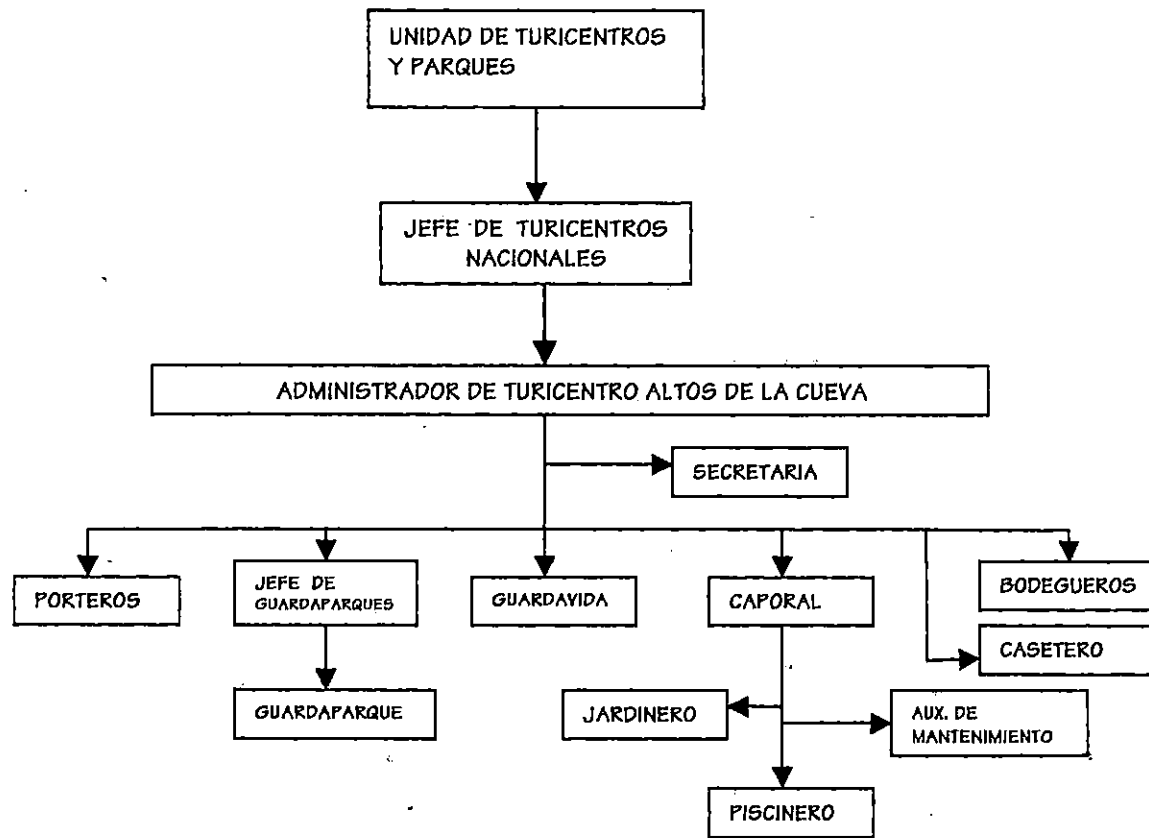 UNIDAD DE TURICENTROS
Y PARQUES
JEFE DE TURICENTROS
NACIONALES
ADMINISTRADOR DE TURICENTRO ALTOS DE LA CUEVA
SECRETARIA
PORTEROS
JEFE DE
GUARDAPARQUES
GUARDAVIDA
CAPORAL
BODEGUEROS
CASETERO
GUARDAPARQUE
JARDINERO
AUX. DE
MANTENIMIENTO
PISCINERO